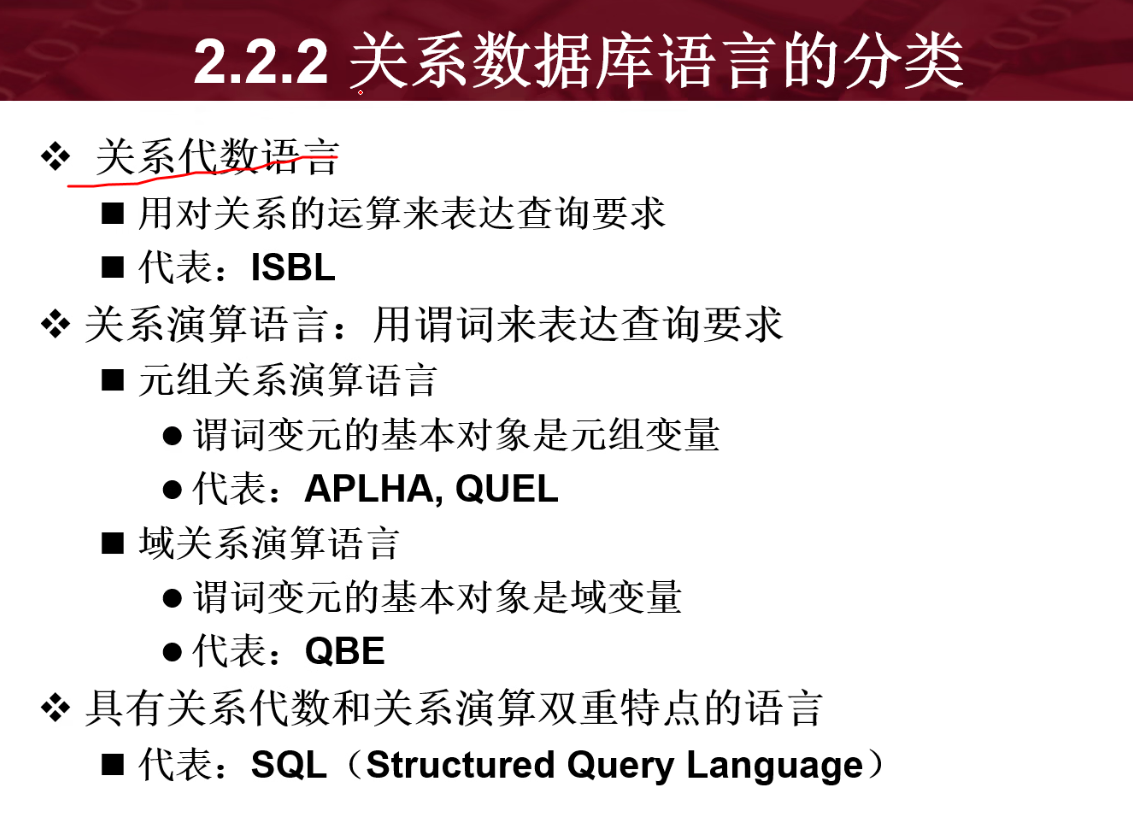 2.2.2 关系数据库语言的分类
❖ 关系代数语言
■ 用对关系的运算来表达查询要求
■ 代表：ISBL
❖ 关系演算语言：用谓词来表达查询要求
■ 元组关系演算语言
● 谓词变元的基本对象是元组变量
● 代表：APLHA, QUEL
■ 域关系演算语言
● 谓词变元的基本对象是域变量
● 代表：QBE
❖ 具有关系代数和关系演算双重特点的语言
■ 代表：SQL（Structured Query Language）